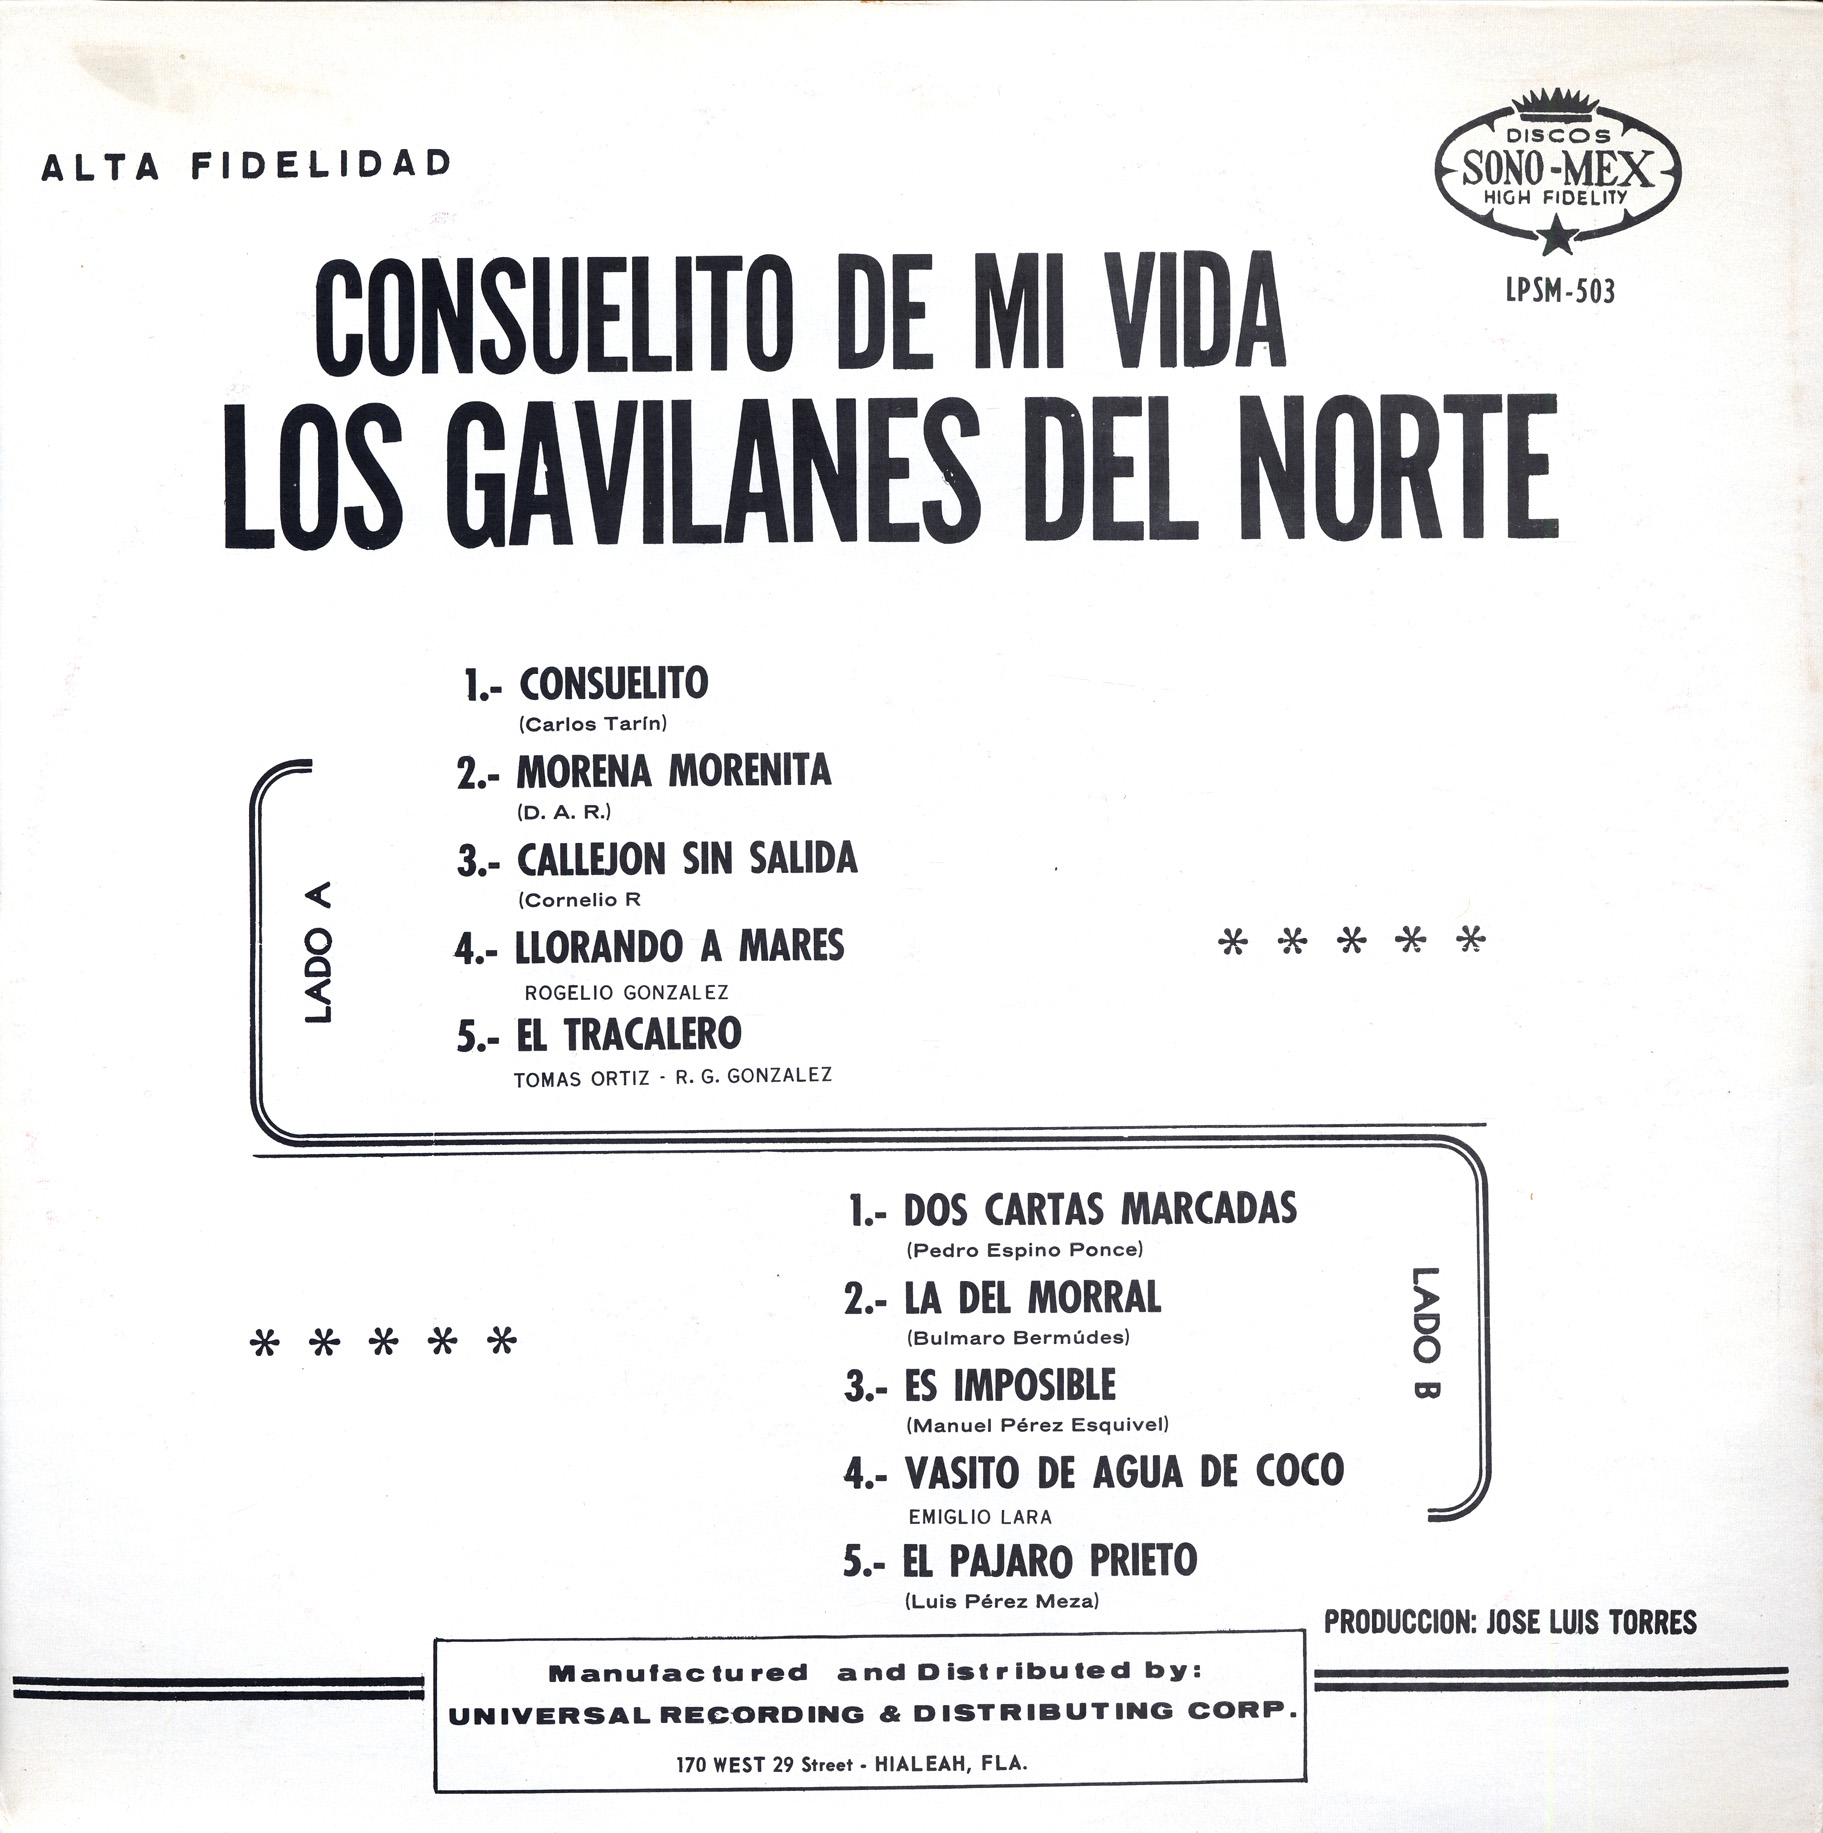 ALTA FIDELIDAD
DISCOS
SONO-MEX
HIGH FIDELITY
LPSM-503
CONSUELITO DE MI VIDA
LOS GAVILANES DEL NORTE
LADO A
1.- CONSUELITO
(Carlos Tarín)
2.- MORENA MORENITA
(D. A. R.)
3.- CALLEJON SIN SALIDA
(Cornelio R
4.- LLORANDO A MARES
ROGELIO GONZALEZ
5.- EL TRACALERO
TOMAS ORTIZ - R. G. GONZALEZ
* * * * *
LADO B
1.- DOS CARTAS MARCADAS
(Pedro Espino Ponce)
2.- LA DEL MORRAL
(Bulmaro Bermúdes)
3.- ES IMPOSIBLE
(Manuel Pérez Esquivel)
4.- VASITO DE AGUA DE COCO
EMIGLIO LARA
5.- EL PAJARO PRIETO
(Luis Pérez Meza)
* * * * *
PRODUCCION: JOSE LUIS TORRES
Manufactured and Distributed by:
UNIVERSAL RECORDING & DISTRIBUTING CORP.
170 WEST 29 Street - HIALEAH, FLA.